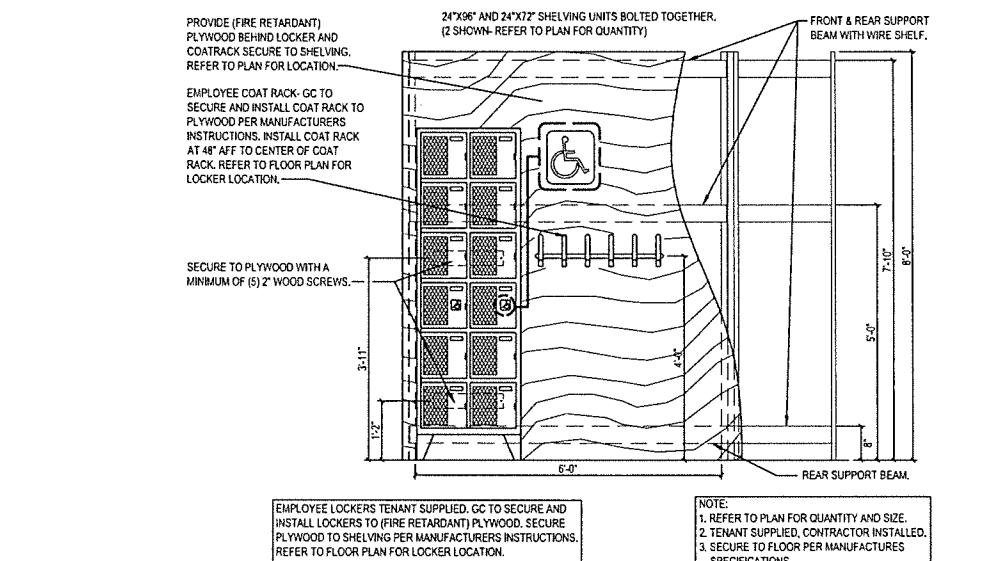 24"X96" AND 24"X72" SHELVING UNITS BOLTED TOGETHER.
(2 SHOWN- REFER TO PLAN FOR QUANTITY)
PROVIDE (FIRE RETARDANT)
PLYWOOD BEHIND LOCKER AND
COATRACK SECURE TO SHELVING.
REFER TO PLAN FOR LOCATION.
FRONT & REAR SUPPORT
BEAM WITH WIRE SHELF.
EMPLOYEE COAT RACK- GC TO
SECURE AND INSTALL COAT RACK TO
PLYWOOD PER MANUFACTURERS
INSTRUCTIONS. INSTALL COAT RACK
AT 48" AFF TO CENTER OF COAT
RACK. REFER TO FLOOR PLAN FOR
LOCKER LOCATION.
SECURE TO PLYWOOD WITH A
MINIMUM OF (5) 2" WOOD SCREWS.
3'-11"
1'-2"
4'-0"
5'-0"
7'-10"
8'-0"
8"
6'-0"
REAR SUPPORT BEAM.
EMPLOYEE LOCKERS TENANT SUPPLIED. GC TO SECURE AND
INSTALL LOCKERS TO (FIRE RETARDANT) PLYWOOD. SECURE
PLYWOOD TO SHELVING PER MANUFACTURERS INSTRUCTIONS.
REFER TO FLOOR PLAN FOR LOCKER LOCATION.
NOTE:
1. REFER TO PLAN FOR QUANTITY AND SIZE.
2. TENANT SUPPLIED, CONTRACTOR INSTALLED.
3. SECURE TO FLOOR PER MANUFACTURES
SPECIFICATIONS